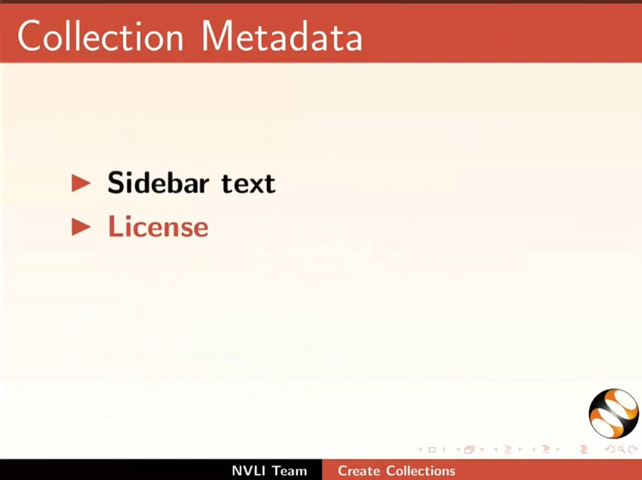 Collection Metadata
Sidebar text
License
NVLI Team Create Collections